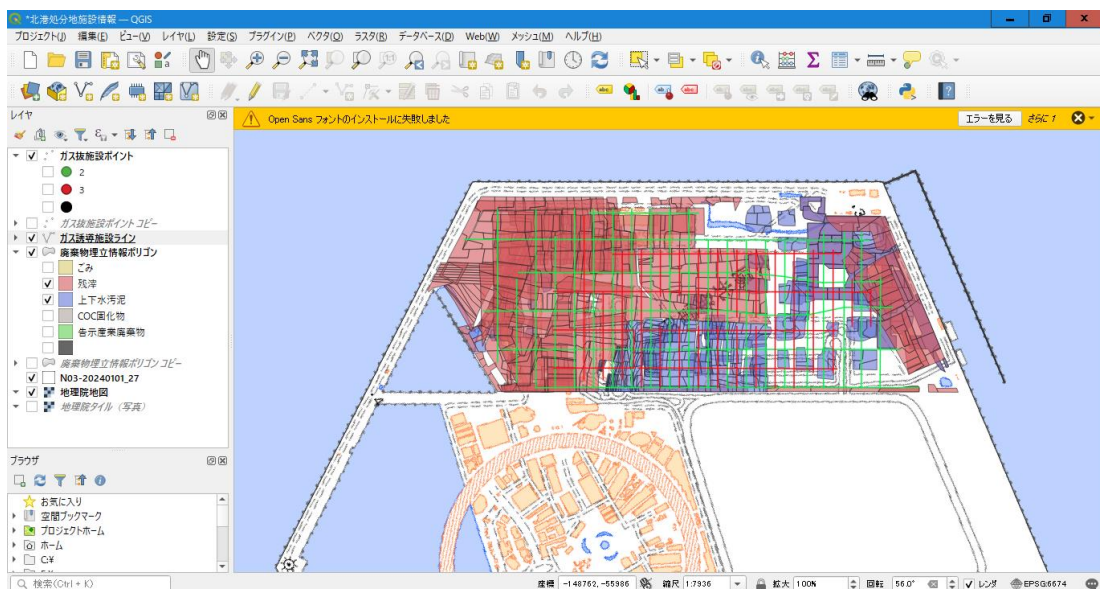 *北港処分地施設情報 — QGIS
プロジェクト(J) 編集(E) ビュー(V) レイヤ(L) 設定(S) プラグイン(P) ベクタ(O) ラスタ(R) データベース(D) Web(W) メッシュ(M) ヘルプ(H)
レイヤ
Open Sans フォントのインストールに失敗しました
エラーを見る さらに 1
ガス抜施設ポイント
2
3
ガス抜施設ポイントコピー
ガス誘導施設ライン
廃棄物埋立情報ポリゴン
ごみ
残滓
上下水汚泥
COC固化物
告示産業廃棄物
廃棄物埋立情報ポリゴンコピー
N03-20240101_27
地理院地図
地理院タイル (写真)
ブラウザ
お気に入り
空間ブックマーク
プロジェクトホーム
ホーム
C:¥
検索(Ctrl + K)
座標 -148762,-55986 縮尺 1:7936 拡大 100% 回転 56.0° レンダ EPSG:6674